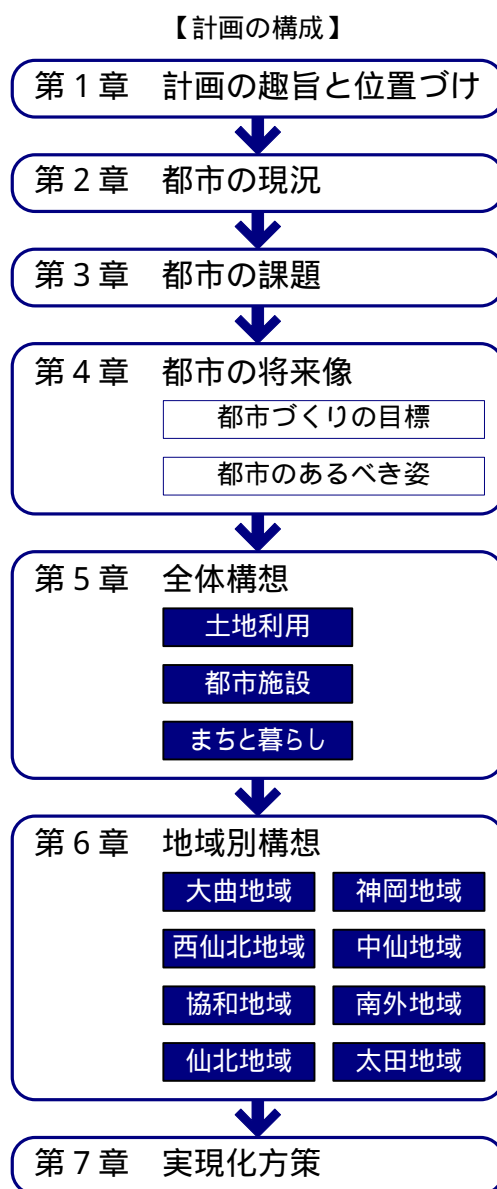 【計画の構成】
第1章　計画の趣旨と位置づけ
第2章　都市の現況
第3章　都市の課題
第4章　都市の将来像
都市づくりの目標
都市のあるべき姿
第5章　全体構想
土地利用
都市施設
まちと暮らし
第6章　地域別構想
大曲地域　神岡地域
西仙北地域　中仙地域
協和地域　南外地域
仙北地域　太田地域
第7章　実現化方策